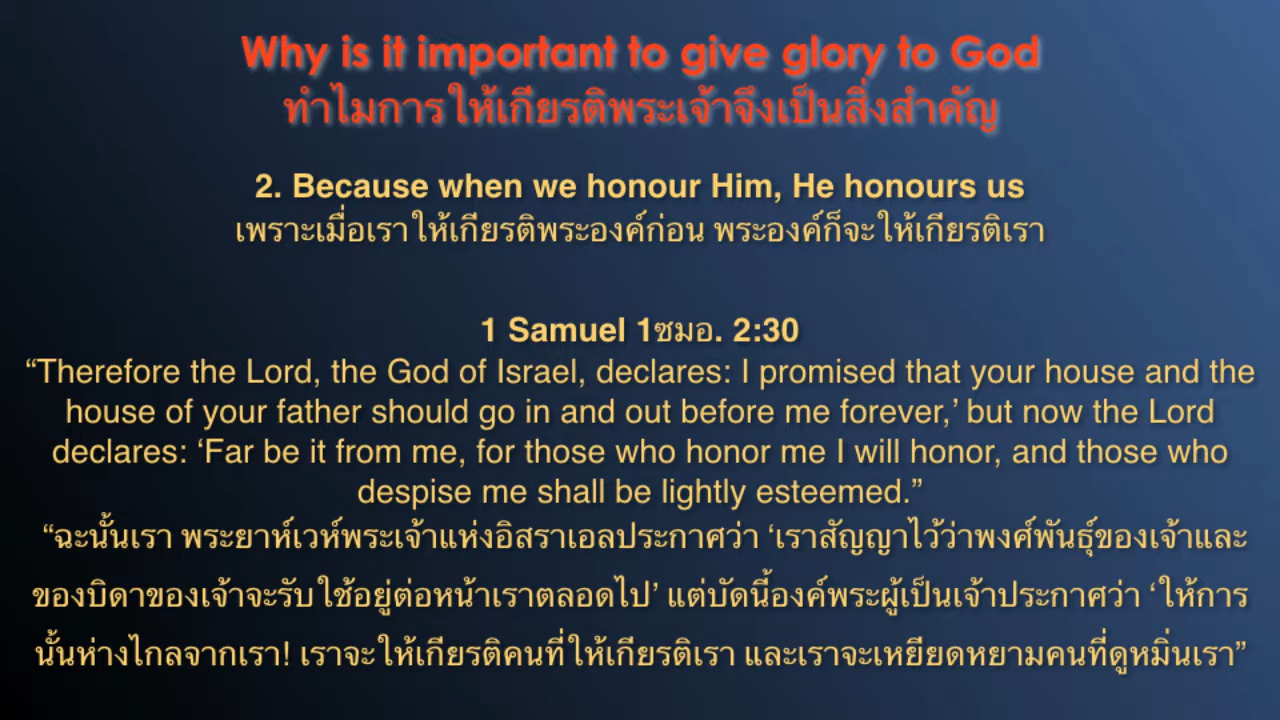 Why is it important to give glory to God
ทำไมการให้เกียรติพระเจ้าจึงเป็นสิ่งสำคัญ
2. Because when we honour Him, He honours us
เพราะเมื่อเราให้เกียรติพระองค์ก่อน พระองค์ก็จะให้เกียรติเรา
1 Samuel 1ซมอ. 2:30
“Therefore the Lord, the God of Israel, declares: I promised that your house and the
house of your father should go in and out before me forever,’ but now the Lord
declares: ‘Far be it from me, for those who honor me I will honor, and those who
despise me shall be lightly esteemed.”
“ฉะนั้นเรา พระยาห์เวห์พระเจ้าแห่งอิสราเอลประกาศว่า ‘เราสัญญาไว้ว่าพงศ์พันธุ์ของเจ้าและ
ของบิดาของเจ้าจะรับใช้อยู่ต่อหน้าเราตลอดไป’ แต่บัดนี้องค์พระผู้เป็นเจ้าประกาศว่า ‘ให้การ
นั้นห่างไกลจากเรา! เราจะให้เกียรติคนที่ให้เกียรติเรา และเราจะเหยียดหยามคนที่ดูหมิ่นเรา”